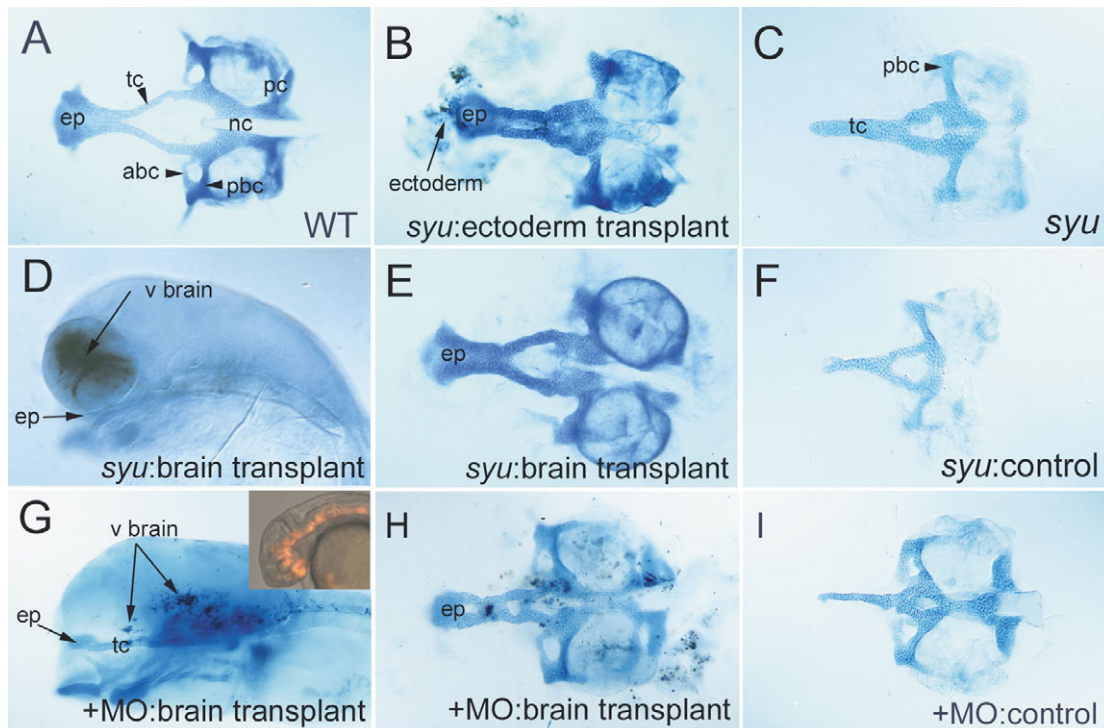 A
tc
pc
ep
nc
abc
pbc
WT
B
ep
ectoderm
syu:ectoderm transplant
C
pbc
tc
syu
D
v brain
ep
syu:brain transplant
E
ep
syu:brain transplant
F
syu:control
G
v brain
ep
tc
+MO:brain transplant
H
ep
+MO:brain transplant
I
+MO:control